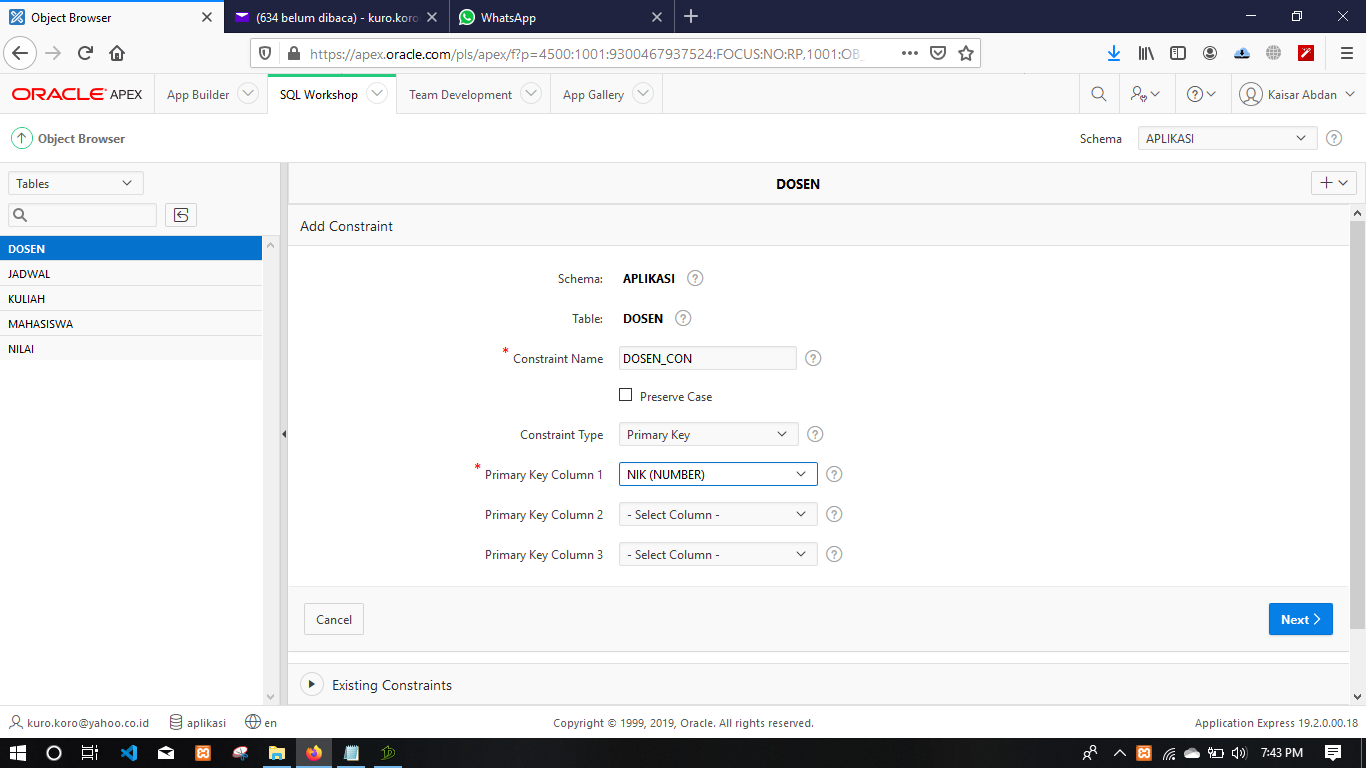 Object Browser
(634 belum dibaca) - kuro.koro
WhatsApp
https://apex.oracle.com/pls/apex/f?p=4500:1001:9300467937524:FOCUS:NO:RP,1001:OB_
ORACLE APEX
App Builder
SQL Workshop
Team Development
App Gallery
Kaisar Abdan
Object Browser
Schema
APLIKASI
Tables
DOSEN
DOSEN
JADWAL
KULIAH
MAHASISWA
NILAI
Add Constraint
Schema: APLIKASI
Table: DOSEN
* Constraint Name DOSEN_CON
Preserve Case
Constraint Type Primary Key
* Primary Key Column 1 NIK (NUMBER)
Primary Key Column 2 - Select Column -
Primary Key Column 3 - Select Column -
Cancel
Next
Existing Constraints
kuro.koro@yahoo.co.id
aplikasi
en
Copyright © 1999, 2019, Oracle. All rights reserved.
Application Express 19.2.0.00.18
7:43 PM